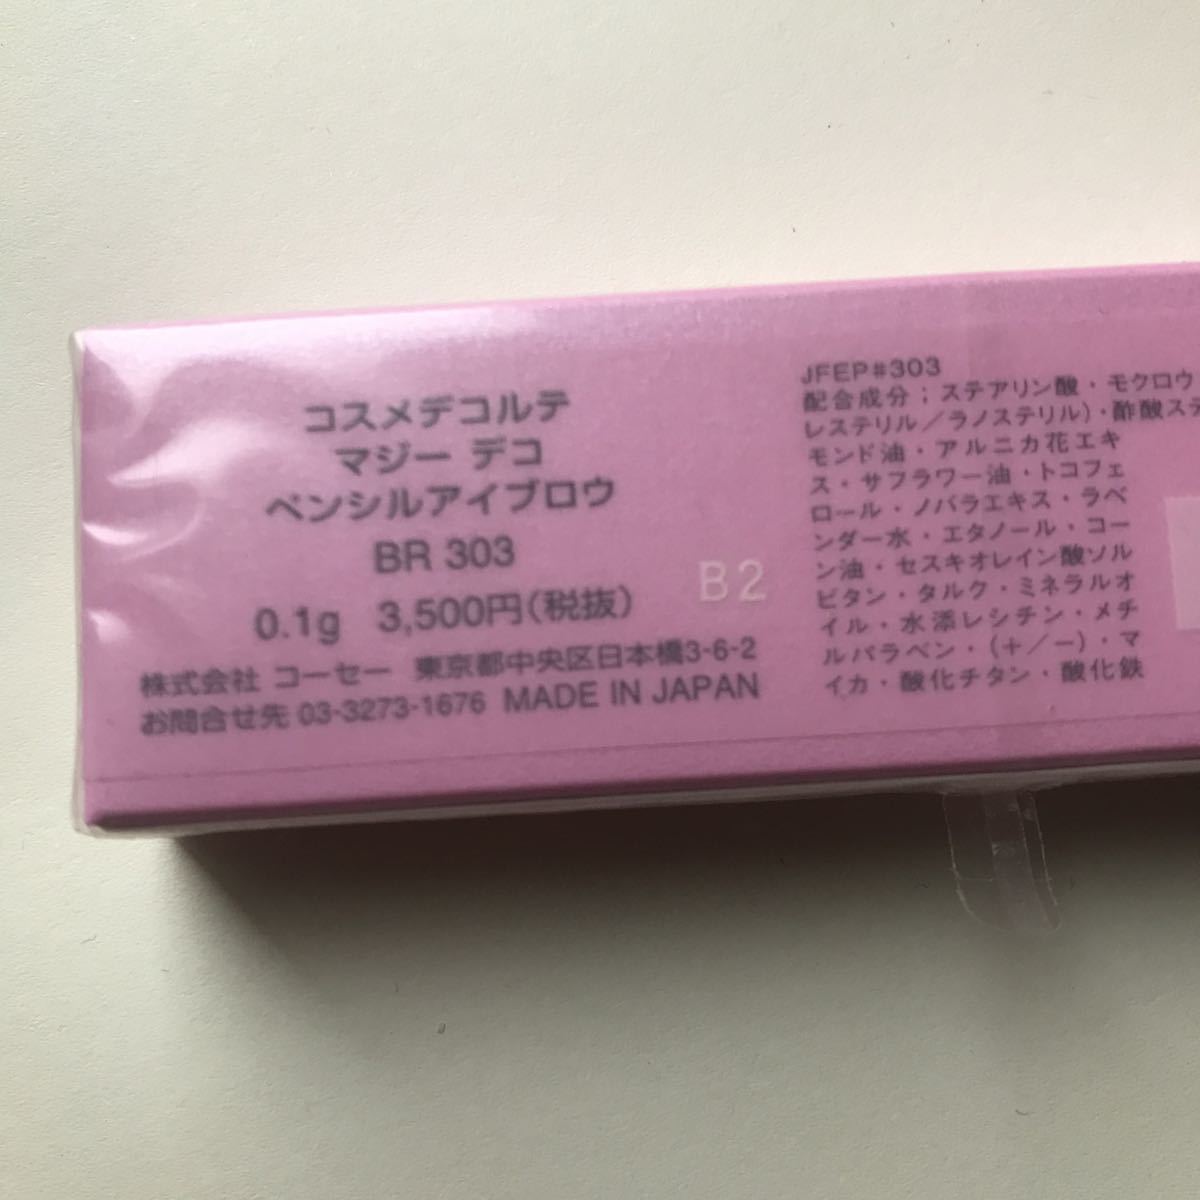 コスメデコルテ
マジー デコ
ペンシルアイブロウ
BR 303
0.1g 3,500円(税抜)
株式会社 コーセー 東京都中央区日本橋3-6-2
お問合せ先 03-3273-1676 MADE IN JAPAN
B2
JFEP#303
配合成分;ステアリン酸・モクロウ
レステリル/ラノステリル)・酢酸ステ
モンド油・アルニカ花エキ
ス・サフラワー油・トコフェ
ロール・ノバラエキス・ラベ
ンダー水・エタノール・コー
ン油・セスキオレイン酸ソル
ビタン・タルク・ミネラルオ
イル・水添レシチン・メチ
ルパラベン・(+/−)・マ
イカ・酸化チタン・酸化鉄